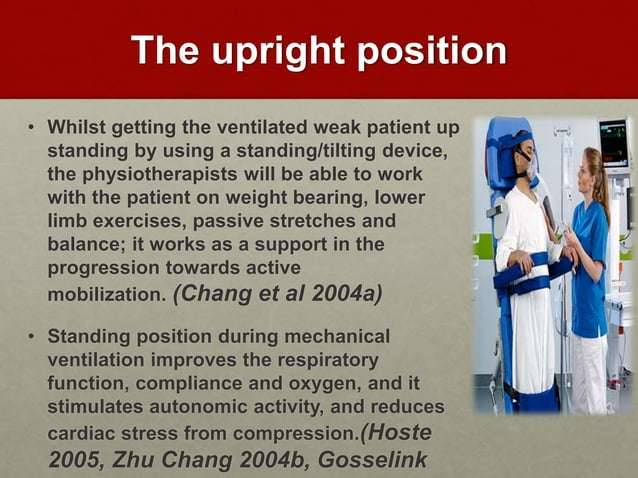 The upright position
• Whilst getting the ventilated weak patient up
standing by using a standing/tilting device,
the physiotherapists will be able to work
with the patient on weight bearing, lower
limb exercises, passive stretches and
balance; it works as a support in the
progression towards active
mobilization. (Chang et al 2004a)
• Standing position during mechanical
ventilation improves the respiratory
function, compliance and oxygen, and it
stimulates autonomic activity, and reduces
cardiac stress from compression.(Hoste
2005, Zhu Chang 2004b, Gosselink